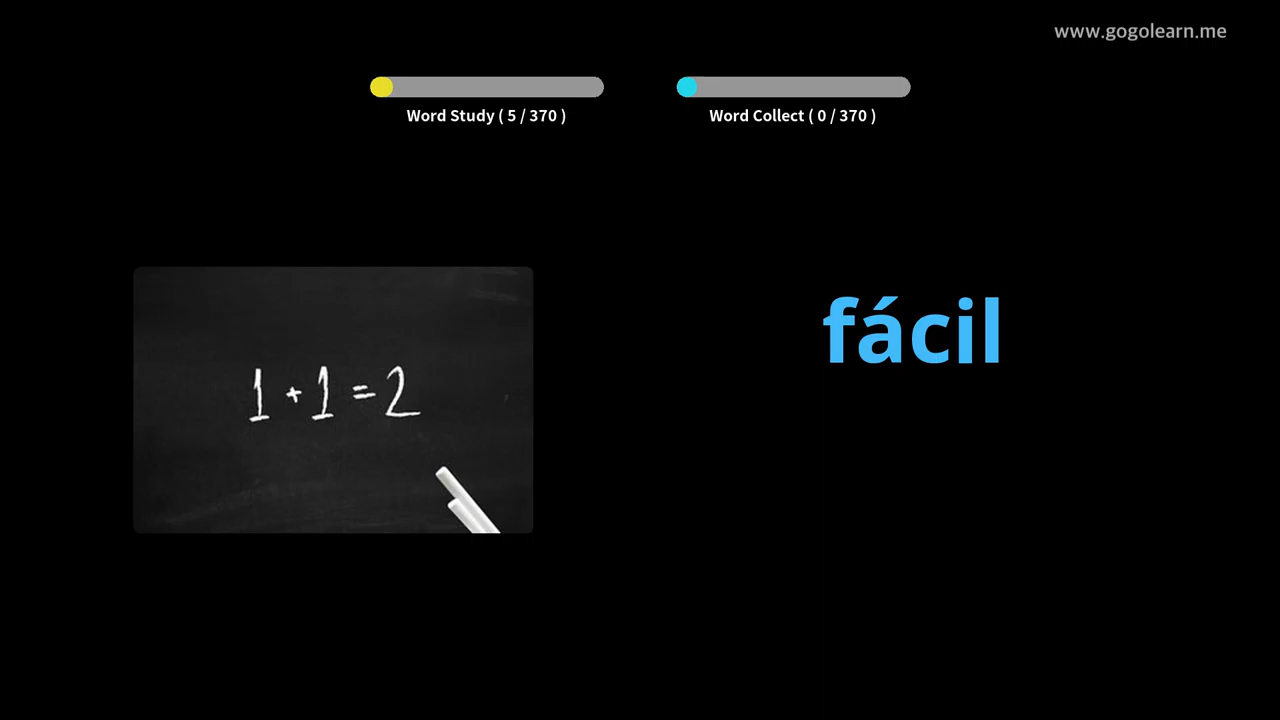 www.gogolearn.me
Word Study ( 5 / 370 )
Word Collect ( 0 / 370 )
1 + 1 = 2
fácil